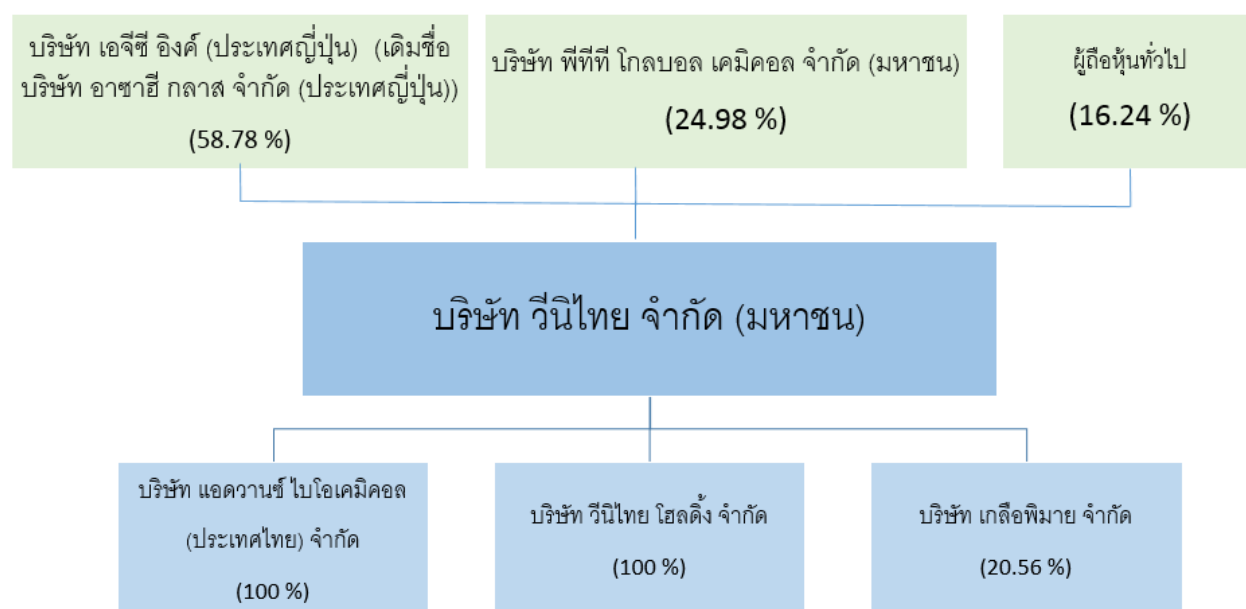 บริษัท เอจีซี อิงค์ (ประเทศญี่ปุ่น) (เดิมชื่อ
บริษัท อาซาฮี กลาส จำกัด (ประเทศญี่ปุ่น))
(58.78 %)
บริษัท พีทีที โกลบอล เคมิคอล จำกัด (มหาชน)
(24.98 %)
ผู้ถือหุ้นทั่วไป
(16.24 %)
บริษัท วีนิไทย จำกัด (มหาชน)
บริษัท แอดวานซ์ ไบโอเคมิคอล
(ประเทศไทย) จำกัด
(100 %)
บริษัท วีนิไทย โฮลดิ้ง จำกัด
(100 %)
บริษัท เกลือพิมาย จำกัด
(20.56 %)